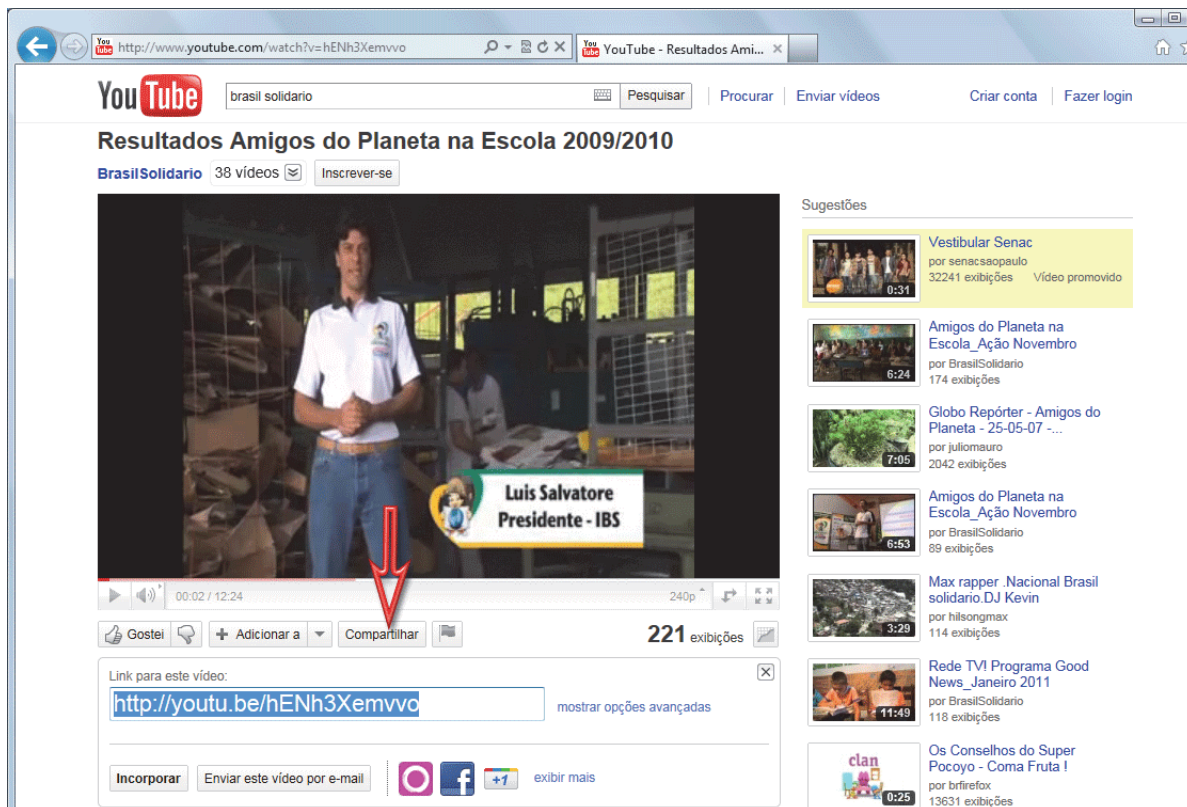 http://www.youtube.com/watch?v=hENh3Xemvvo
YouTube - Resultados Ami...
YouTube
brasil solidario
Pesquisar
Procurar
Enviar vídeos
Criar conta
Fazer login
Resultados Amigos do Planeta na Escola 2009/2010
BrasilSolidario
38 vídeos
Inscrever-se
Luis Salvatore
Presidente - IBS
00:02 / 12:24
240p
Gostei
Adicionar a
Compartilhar
221 exibições
Link para este vídeo:
http://youtu.be/hENh3Xemvvo
mostrar opções avançadas
Incorporar
Enviar este vídeo por e-mail
f
+1
exibir mais
Sugestões
0:31
Vestibular Senac
por senacsaopaulo
32241 exibições
Vídeo promovido
6:24
Amigos do Planeta na
Escola_Ação Novembro
por BrasilSolidario
174 exibições
7:05
Globo Repórter - Amigos do
Planeta - 25-05-07 -...
por juliomauro
2042 exibições
6:53
Amigos do Planeta na
Escola_Ação Novembro
por BrasilSolidario
89 exibições
3:29
Max rapper .Nacional Brasil
solidario.DJ Kevin
por hilsongmax
114 exibições
11:49
Rede TV! Programa Good
News_Janeiro 2011
por BrasilSolidario
118 exibições
clan
0:25
Os Conselhos do Super
Pocoyo - Coma Fruta !
por brfirefox
13631 exibições